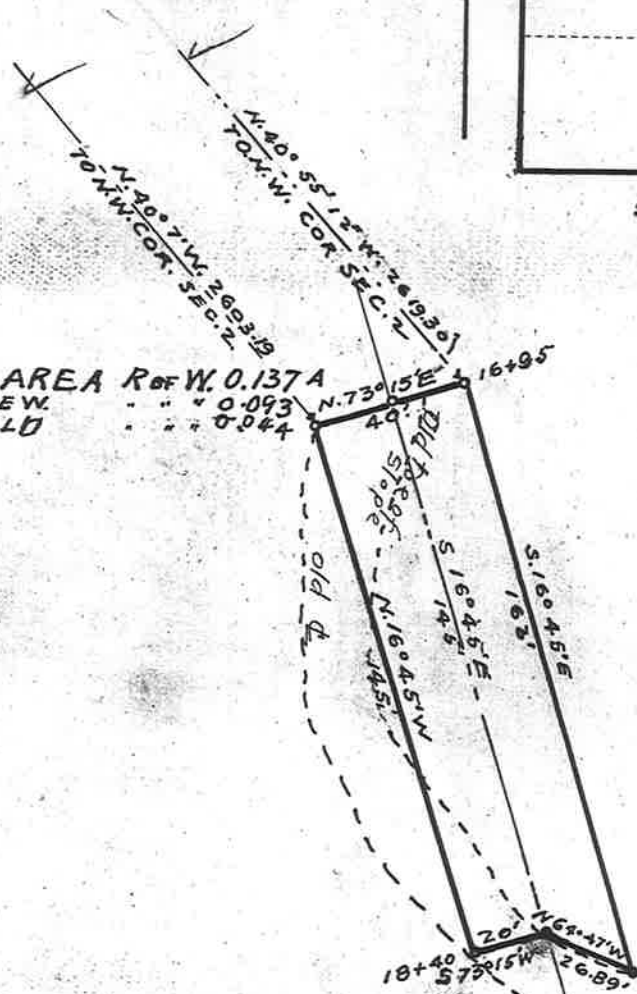 N. 40° 55' 12" W. 2619.30'
TO N.W. COR SEC. 2
N. 40° 7' W. 2603.19
TO N.W. COR. SEC. 2
AREA R OF W. 0.137 A
EW. " " " 0.093
LD " " " 0.044
N. 73° 15' E
40'
16+95
Old Toe of
Slope
old ℄
S 16° 45' E
145'
S. 16° 45' E
163'
N. 16° 45' W
145'
20'
S 73° 15' W
18+40
N 64° 47' W
26.89'